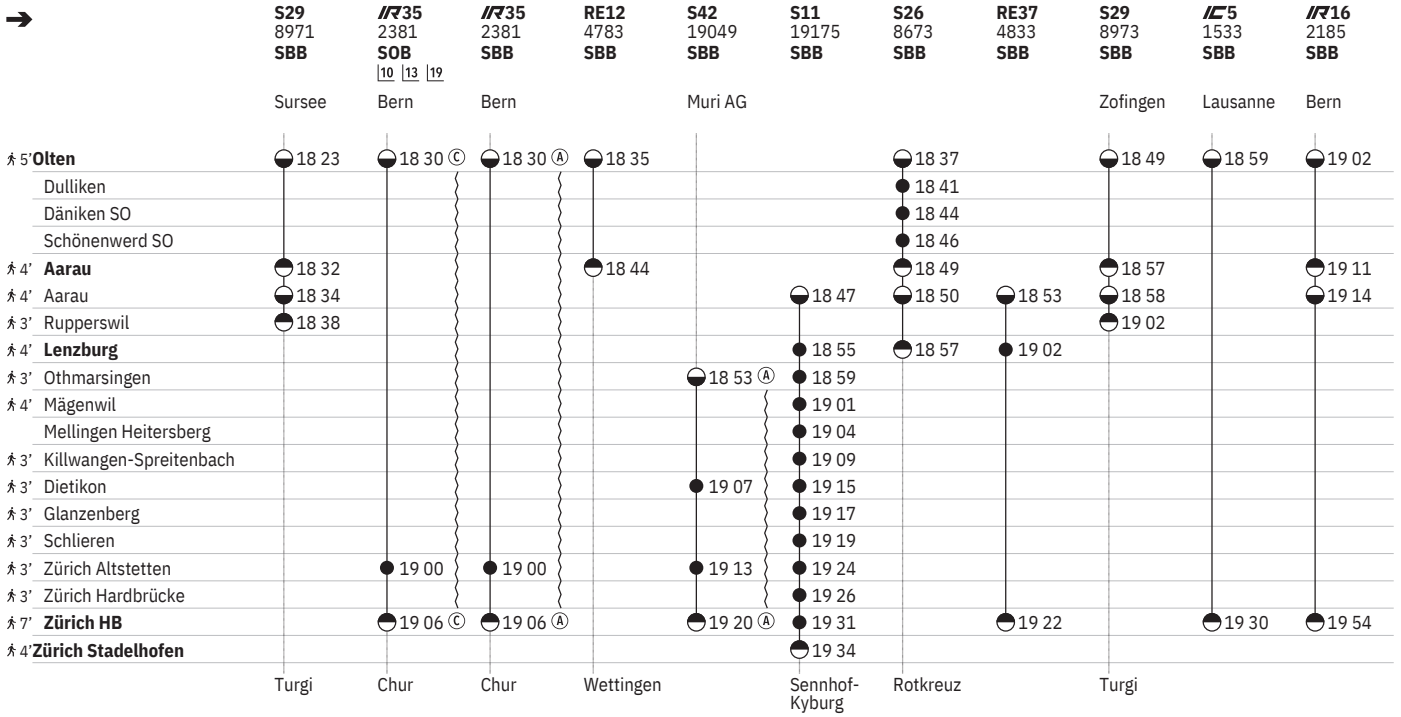 S29 IR35 IR35 RE12 S42 S11 S26 RE37 S29 IC5 IR16
8971 2381 2381 4783 19049 19175 8673 4833 8973 1533 2185
SBB SOB SBB SBB SBB SBB SBB SBB SBB SBB SBB
10 13 19
Sursee Bern Bern Muri AG Zofingen Lausanne Bern
5' Olten 18 23 18 30 C 18 30 A 18 35 18 37 18 49 18 59 19 02
Dulliken 18 41
Däniken SO 18 44
Schönenwerd SO 18 46
4' Aarau 18 32 18 44 18 49 18 57 19 11
4' Aarau 18 34 18 47 18 50 18 53 18 58 19 14
3' Rupperswil 18 38 19 02
4' Lenzburg 18 55 18 57 19 02
3' Othmarsingen 18 53 A 18 59
4' Mägenwil 19 01
Mellingen Heitersberg 19 04
3' Killwangen-Spreitenbach 19 09
3' Dietikon 19 07 19 15
3' Glanzenberg 19 17
3' Schlieren 19 19
3' Zürich Altstetten 19 00 19 00 19 13 19 24
3' Zürich Hardbrücke 19 26
7' Zürich HB 19 06 C 19 06 A 19 20 A 19 31 19 22 19 30 19 54
4' Zürich Stadelhofen 19 34
Turgi Chur Chur Wettingen Sennhof- Rotkreuz Turgi
Kyburg